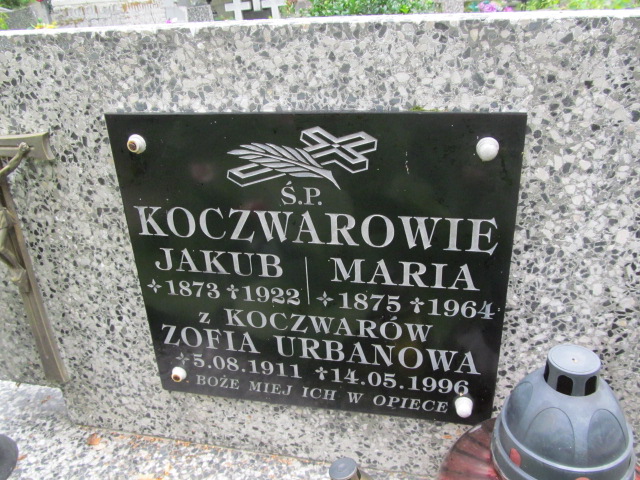 Ś.P.
KOCZWAROWIE
JAKUB | MARIA
+1873 +1922 | +1875 +1964
z KOCZWARÓW
ZOFIA URBANOWA
+5.08.1911 +14.05.1996
BOŻE MIEJ ICH W OPIECE